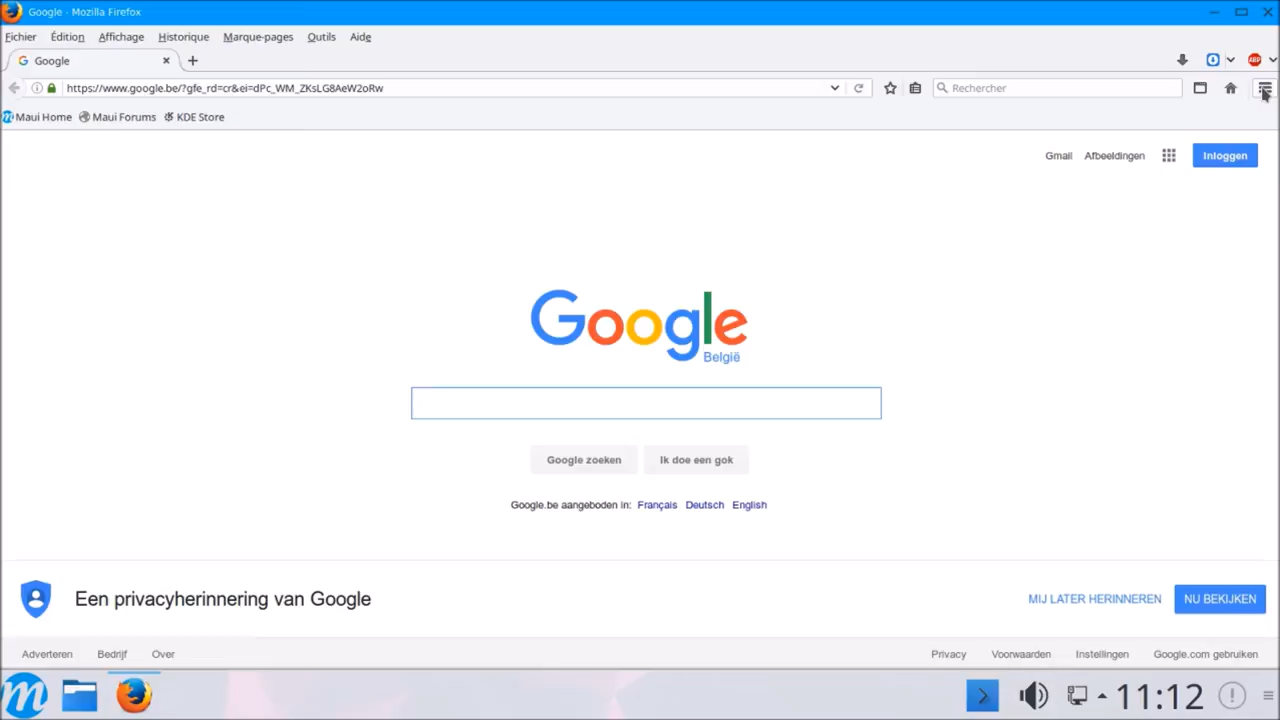 Google - Mozilla Firefox
Fichier Édition Affichage Historique Marque-pages Outils Aide
Google
ABP
https://www.google.be/?gfe_rd=cr&ei=dPc_WM_ZKsLG8AeW2oRw
Rechercher
Maui Home Maui Forums KDE Store
Gmail Afbeeldingen Inloggen
Google
België
Google zoeken Ik doe een gok
Google.be aangeboden in: Français Deutsch English
Een privacyherinnering van Google MIJ LATER HERINNEREN NU BEKIJKEN
Adverteren Bedrijf Over Privacy Voorwaarden Instellingen Google.com gebruiken
11:12